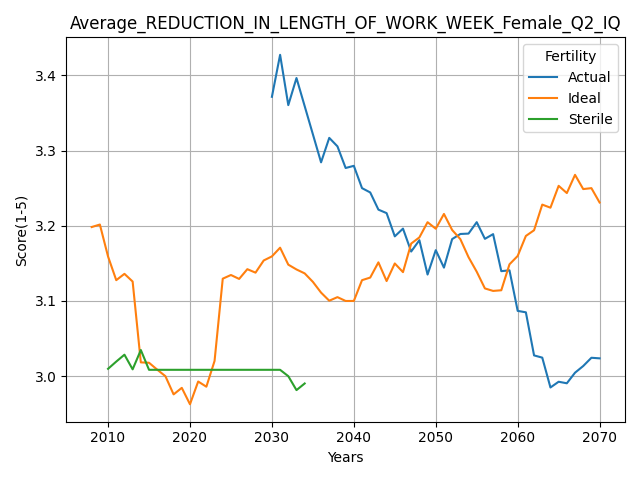 Average_REDUCTION_IN_LENGTH_OF_WORK_WEEK_Female_Q2_IQ
Fertility
Actual
Ideal
Sterile
Score(1-5)
3.4
3.3
3.2
3.1
3.0
2010 2020 2030 2040 2050 2060 2070
Years